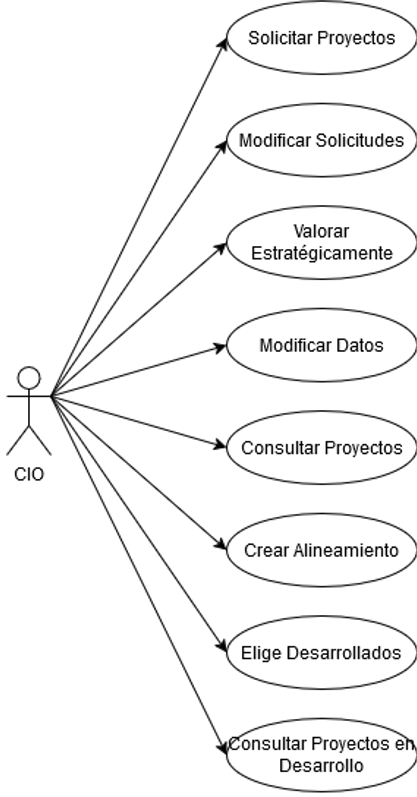 Solicitar Proyectos
Modificar Solicitudes
Valorar
Estratégicamente
Modificar Datos
CIO
Consultar Proyectos
Crear Alineamiento
Elige Desarrollados
Consultar Proyectos en
Desarrollo